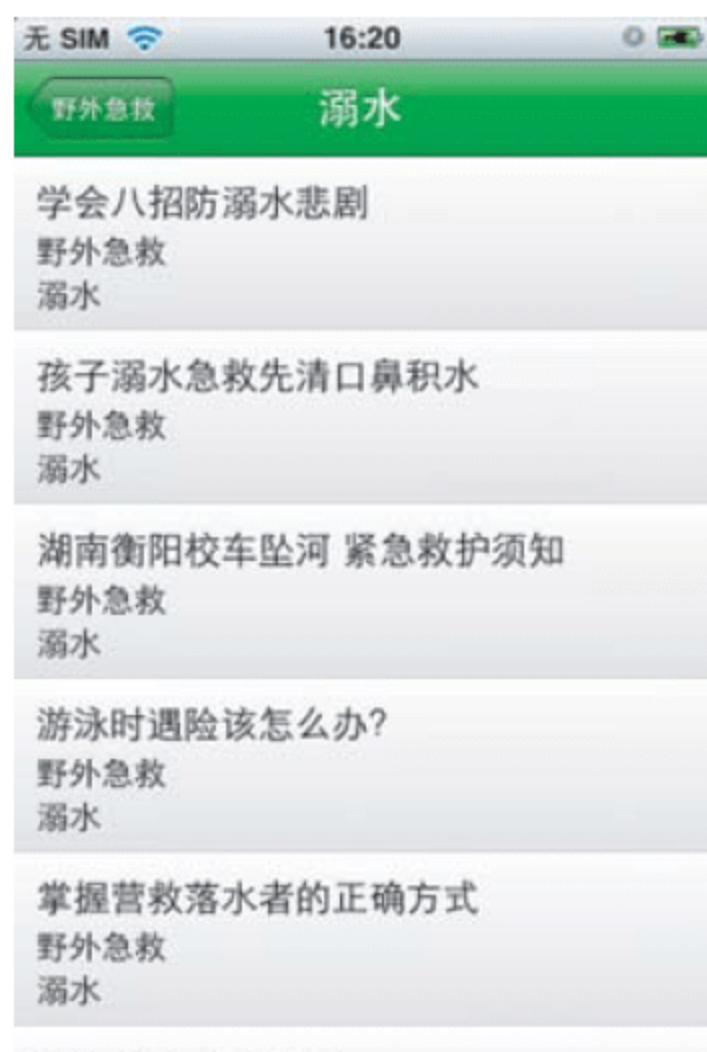 无 SIM 16:20
野外急救 溺水
学会八招防溺水悲剧
野外急救
溺水
孩子溺水急救先清口鼻积水
野外急救
溺水
湖南衡阳校车坠河 紧急救护须知
野外急救
溺水
游泳时遇险该怎么办?
野外急救
溺水
掌握营救落水者的正确方式
野外急救
溺水